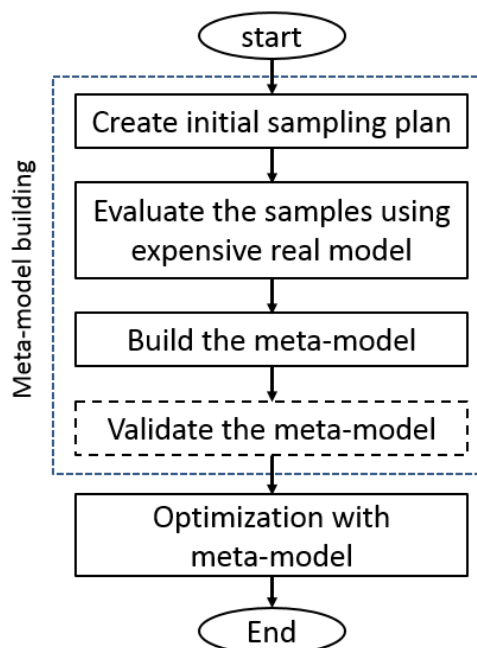 start
Meta-model building
Create initial sampling plan
Evaluate the samples using
expensive real model
Build the meta-model
Validate the meta-model
Optimization with
meta-model
End